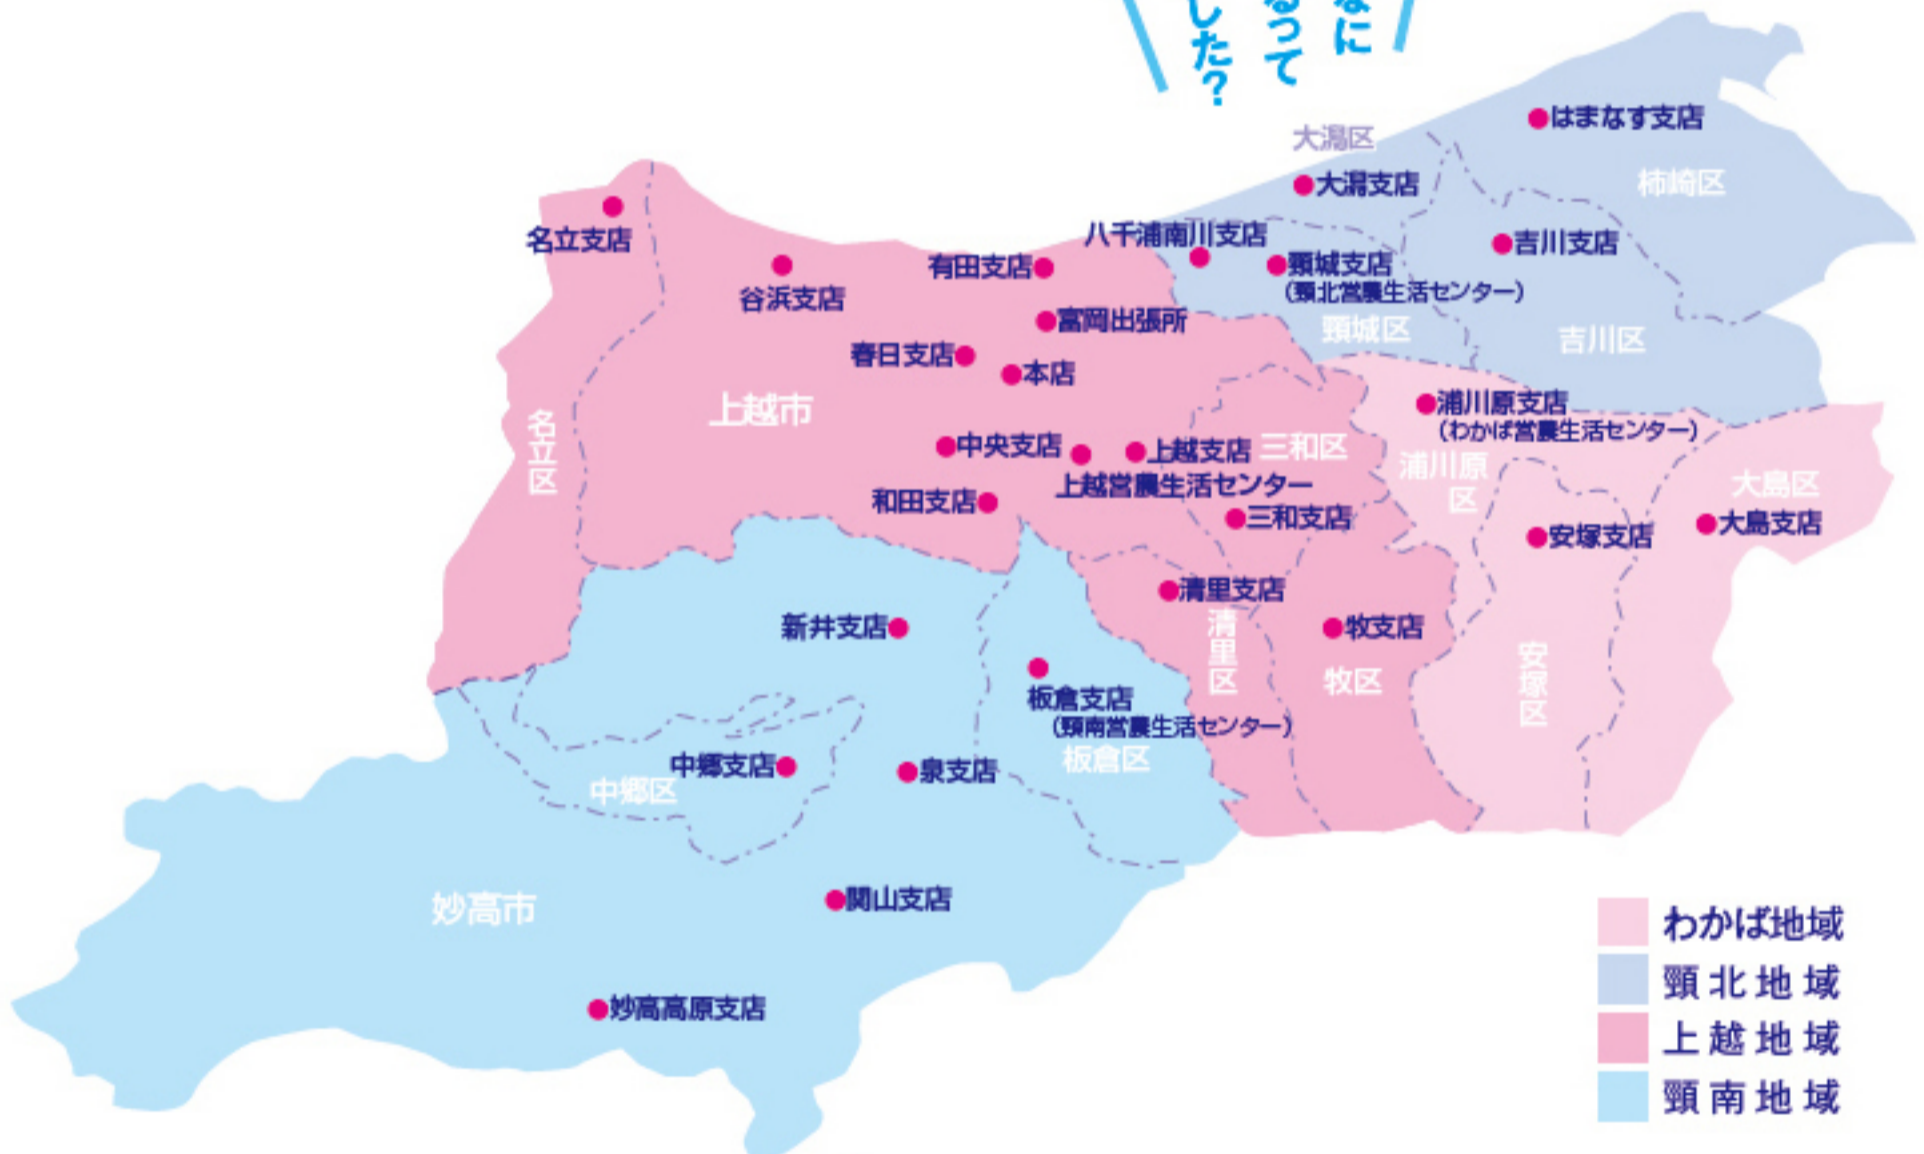 なに
るって
した?
はまなす支店
大潟区
柿崎区
大潟支店
名立支店
八千浦南川支店
吉川支店
谷浜支店
有田支店
頸城支店
(頸北営農生活センター)
富岡出張所
頸城区
吉川区
春日支店
本店
上越市
浦川原支店
(わかば営農生活センター)
名立区
中央支店
上越支店
三和区
浦川原
区
上越営農生活センター
大島区
和田支店
三和支店
安塚支店
大島支店
清里支店
新井支店
牧支店
清里区
牧区
安塚区
板倉支店
(頸南営農生活センター)
板倉区
中郷支店
泉支店
中郷区
関山支店
妙高市
妙高高原支店
わかば地域
頸北地域
上越地域
頸南地域